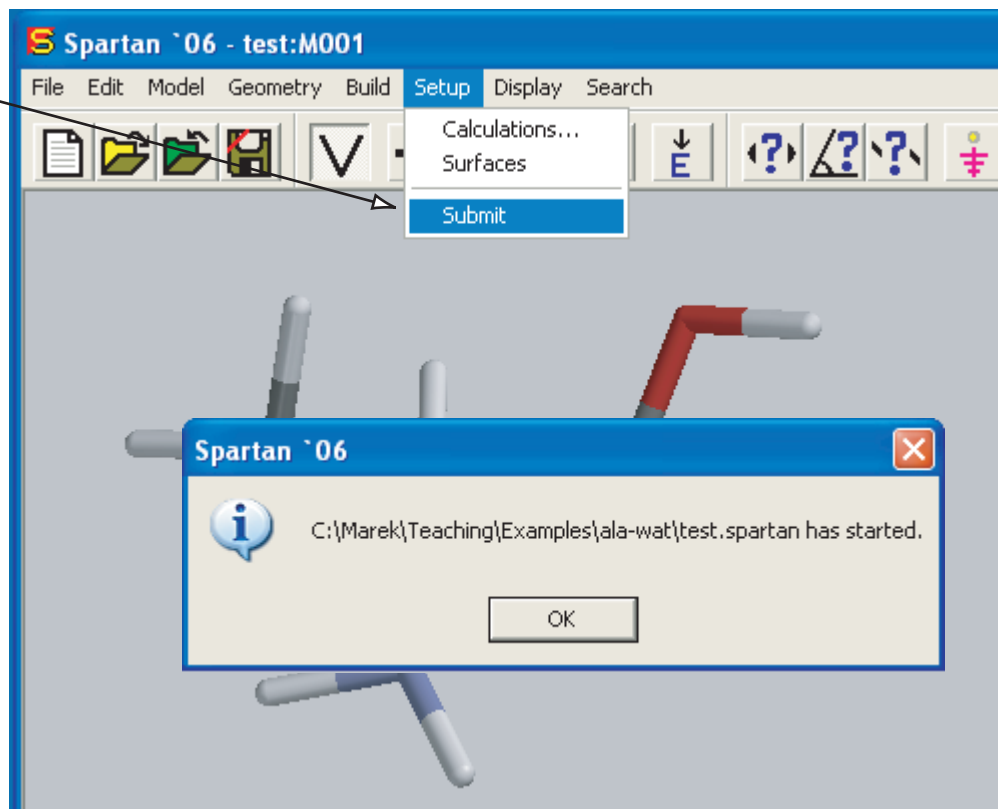 Spartan `06 - test:M001
File Edit Model Geometry Build Setup Display Search
Calculations...
Surfaces
E
Submit
Spartan `06
C:\Marek\Teaching\Examples\ala-wat\test.spartan has started.
OK